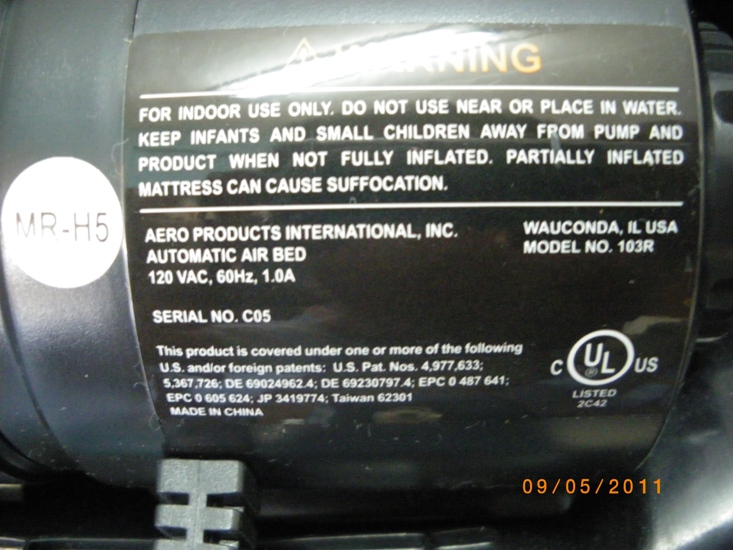 WARNING
FOR INDOOR USE ONLY. DO NOT USE NEAR OR PLACE IN WATER.
KEEP INFANTS AND SMALL CHILDREN AWAY FROM PUMP AND
PRODUCT WHEN NOT FULLY INFLATED. PARTIALLY INFLATED
MATTRESS CAN CAUSE SUFFOCATION.
MR-H5
AERO PRODUCTS INTERNATIONAL, INC. WAUCONDA, IL USA
AUTOMATIC AIR BED MODEL NO. 103R
120 VAC, 60Hz, 1.0A
SERIAL NO. C05
This product is covered under one or more of the following
U.S. and/or foreign patents: U.S. Pat. Nos. 4,977,633;
5,367,726; DE 69024962.4; DE 69230797.4; EPC 0 487 641;
EPC 0 605 624; JP 3419774; Taiwan 62301
MADE IN CHINA
C UL ® US
LISTED
2C42
09/05/2011